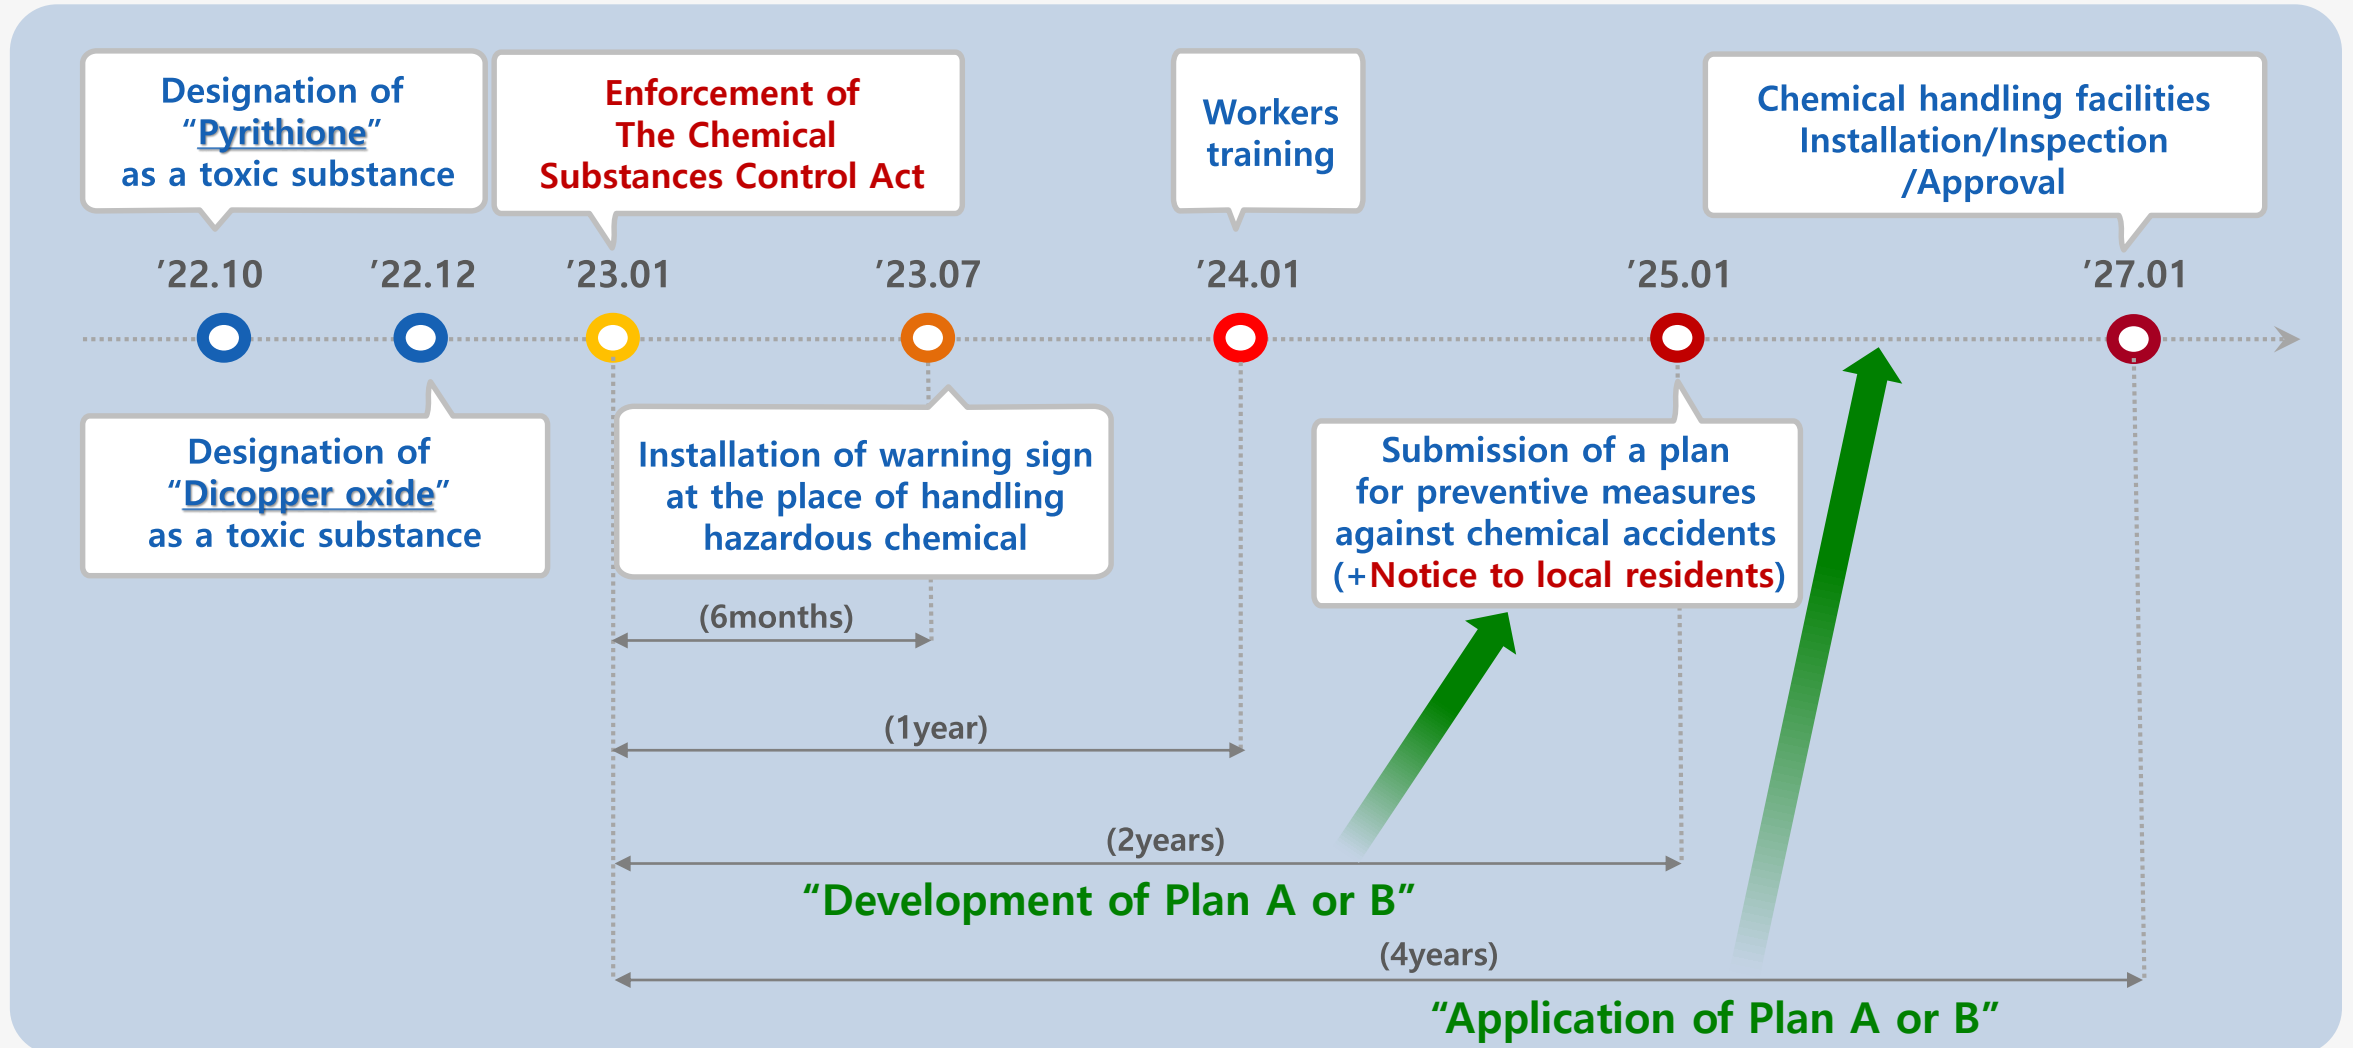 Designation of
“Pyrithione”
as a toxic substance
Enforcement of
The Chemical
Substances Control Act
Workers
training
Chemical handling facilities
Installation/Inspection
/Approval
’22.10
’22.12
’23.01
’23.07
’24.01
’25.01
’27.01
Designation of
“Dicopper oxide”
as a toxic substance
Installation of warning sign
at the place of handling
hazardous chemical
Submission of a plan
for preventive measures
against chemical accidents
(+Notice to local residents)
(6months)
(1year)
(2years)
“Development of Plan A or B”
(4years)
“Application of Plan A or B”